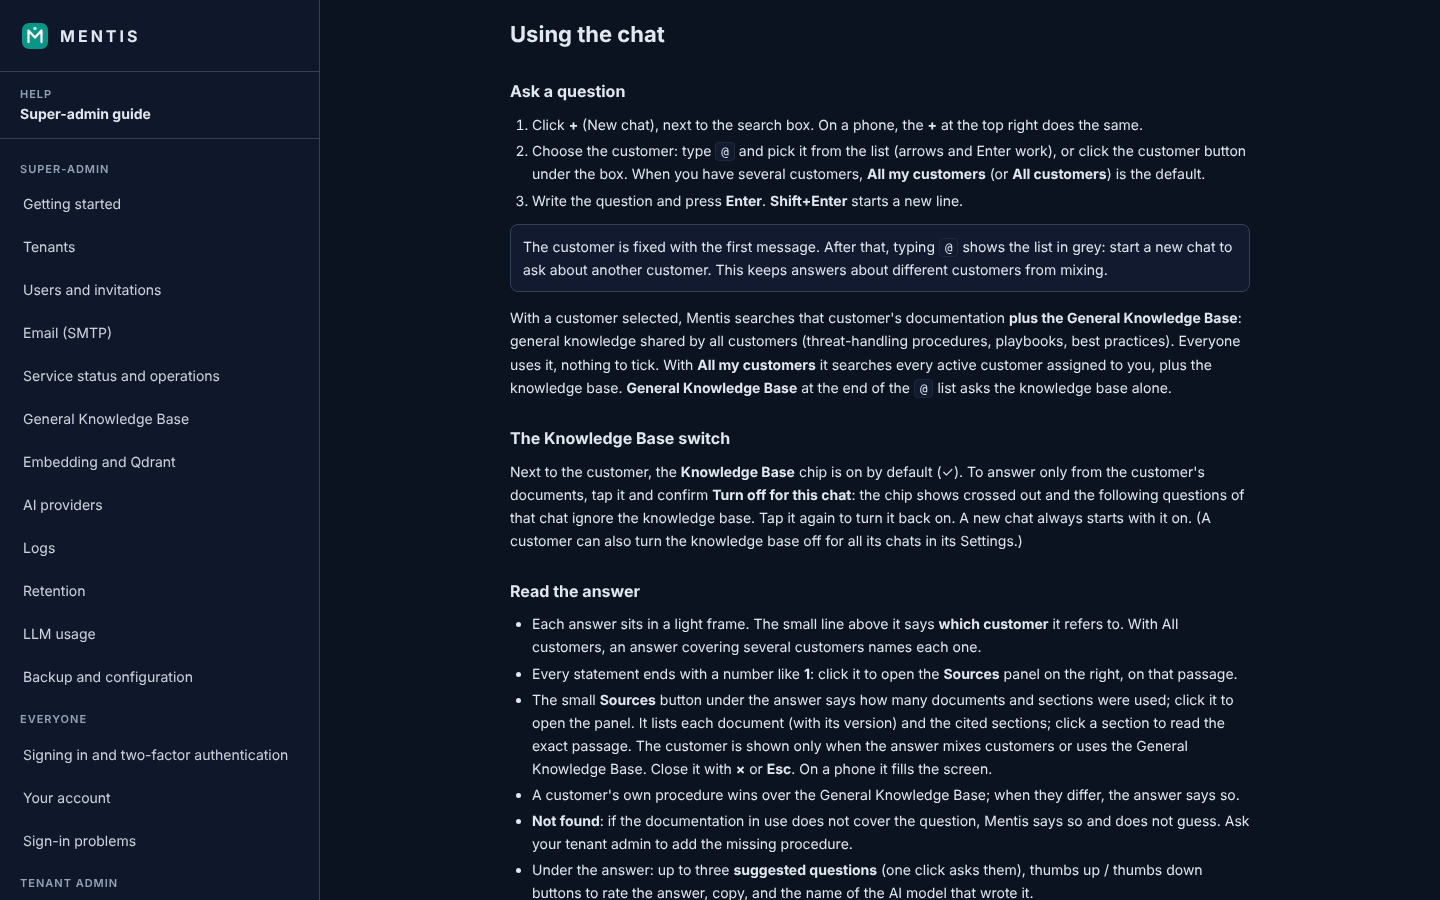 MENTIS
HELP
Super-admin guide
SUPER-ADMIN
Getting started
Tenants
Users and invitations
Email (SMTP)
Service status and operations
General Knowledge Base
Embedding and Qdrant
AI providers
Logs
Retention
LLM usage
Backup and configuration
EVERYONE
Signing in and two-factor authentication
Your account
Sign-in problems
TENANT ADMIN
Using the chat
Ask a question
1. Click + (New chat), next to the search box. On a phone, the + at the top right does the same.
2. Choose the customer: type @ and pick it from the list (arrows and Enter work), or click the customer button
under the box. When you have several customers, All my customers (or All customers) is the default.
3. Write the question and press Enter. Shift+Enter starts a new line.
The customer is fixed with the first message. After that, typing @ shows the list in grey: start a new chat to
ask about another customer. This keeps answers about different customers from mixing.
With a customer selected, Mentis searches that customer's documentation plus the General Knowledge Base:
general knowledge shared by all customers (threat-handling procedures, playbooks, best practices). Everyone
uses it, nothing to tick. With All my customers it searches every active customer assigned to you, plus the
knowledge base. General Knowledge Base at the end of the @ list asks the knowledge base alone.
The Knowledge Base switch
Next to the customer, the Knowledge Base chip is on by default (✓). To answer only from the customer's
documents, tap it and confirm Turn off for this chat: the chip shows crossed out and the following questions of
that chat ignore the knowledge base. Tap it again to turn it back on. A new chat always starts with it on. (A
customer can also turn the knowledge base off for all its chats in its Settings.)
Read the answer
• Each answer sits in a light frame. The small line above it says which customer it refers to. With All
customers, an answer covering several customers names each one.
• Every statement ends with a number like 1: click it to open the Sources panel on the right, on that passage.
• The small Sources button under the answer says how many documents and sections were used; click it to
open the panel. It lists each document (with its version) and the cited sections; click a section to read the
exact passage. The customer is shown only when the answer mixes customers or uses the General
Knowledge Base. Close it with × or Esc. On a phone it fills the screen.
• A customer's own procedure wins over the General Knowledge Base; when they differ, the answer says so.
• Not found: if the documentation in use does not cover the question, Mentis says so and does not guess. Ask
your tenant admin to add the missing procedure.
• Under the answer: up to three suggested questions (one click asks them), thumbs up / thumbs down
buttons to rate the answer, copy, and the name of the AI model that wrote it.